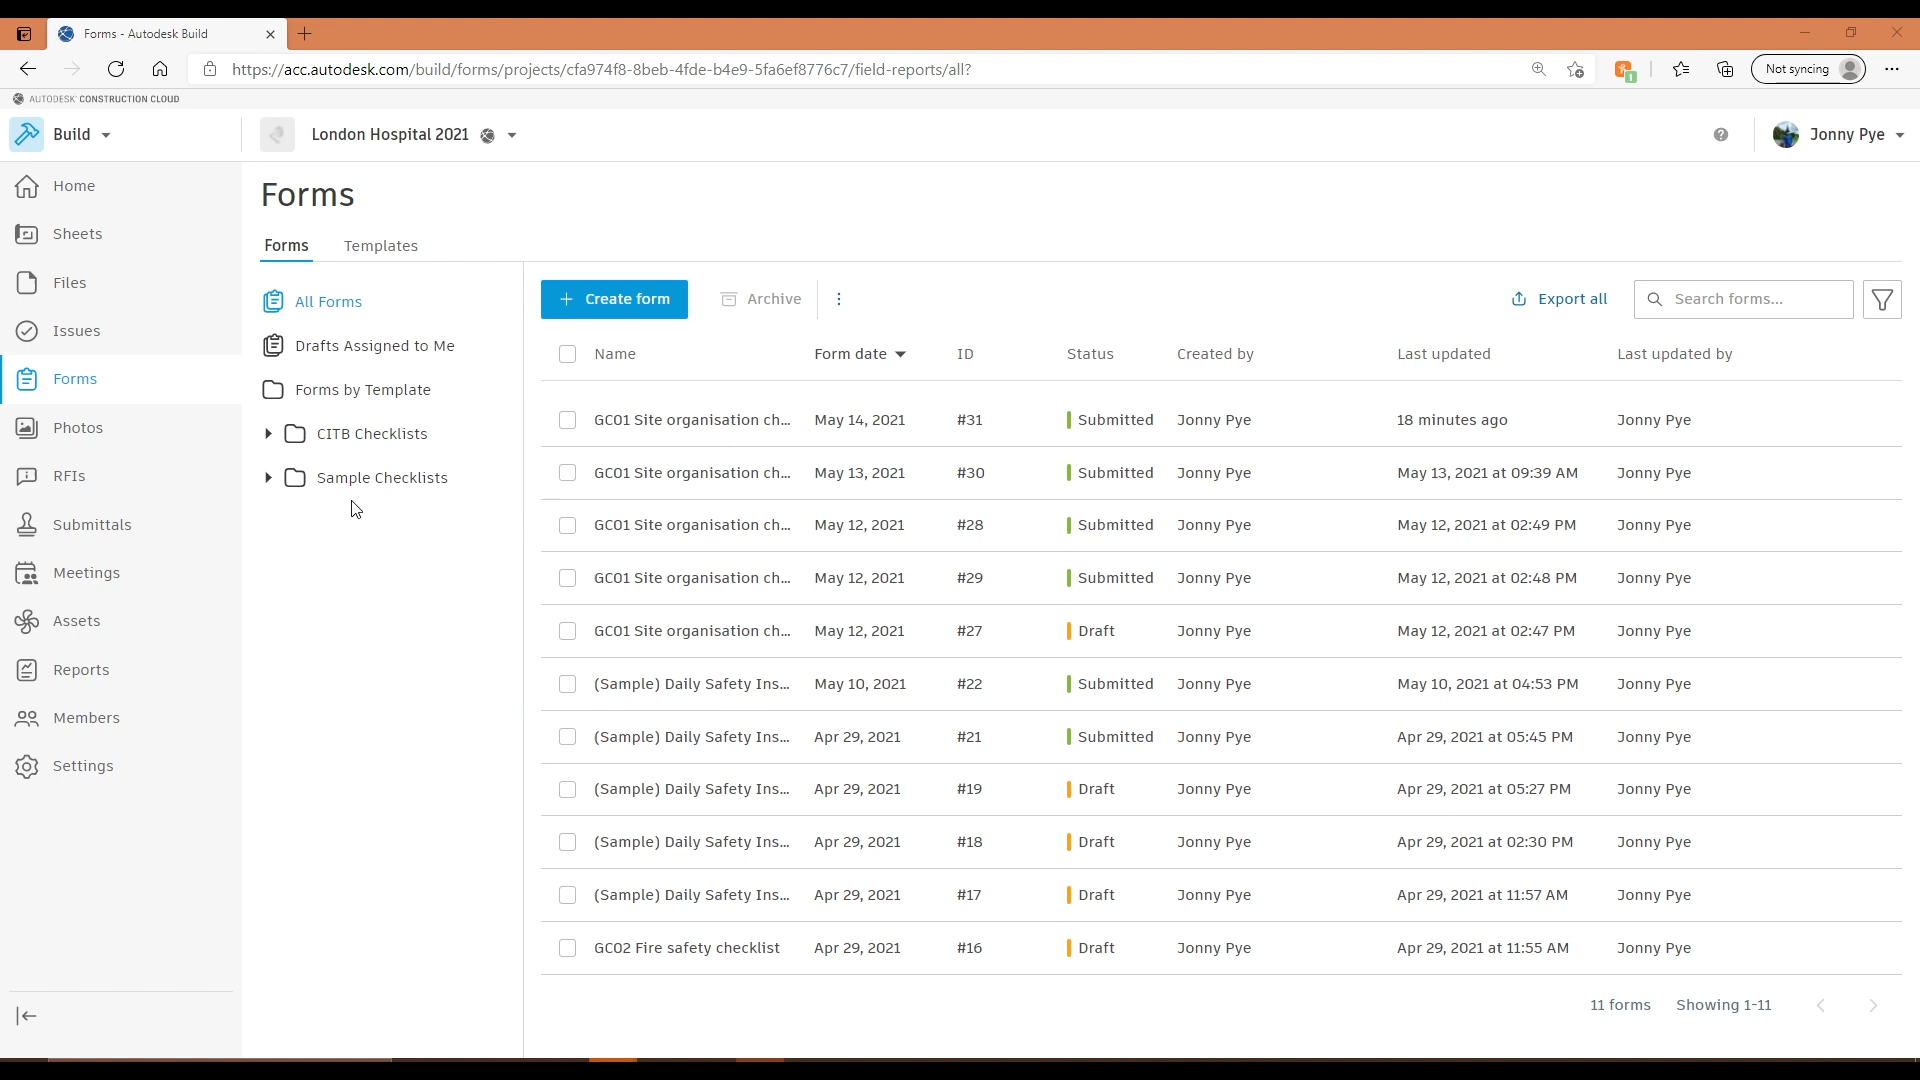 Forms - Autodesk Build
https://acc.autodesk.com/build/forms/projects/cfa974f8-8beb-4fde-b4e9-5fa6ef8776c7/field-reports/all?
1
Not syncing
AUTODESK CONSTRUCTION CLOUD
Build
London Hospital 2021
Jonny Pye
Home
Sheets
Files
Issues
Forms
Photos
RFIs
Submittals
Meetings
Assets
Reports
Members
Settings
Forms
Forms Templates
All Forms
Drafts Assigned to Me
Forms by Template
CITB Checklists
Sample Checklists
+ Create form Archive Export all Search forms...
Name Form date ID Status Created by Last updated Last updated by
GC01 Site organisation ch... May 14, 2021 #31 Submitted Jonny Pye 18 minutes ago Jonny Pye
GC01 Site organisation ch... May 13, 2021 #30 Submitted Jonny Pye May 13, 2021 at 09:39 AM Jonny Pye
GC01 Site organisation ch... May 12, 2021 #28 Submitted Jonny Pye May 12, 2021 at 02:49 PM Jonny Pye
GC01 Site organisation ch... May 12, 2021 #29 Submitted Jonny Pye May 12, 2021 at 02:48 PM Jonny Pye
GC01 Site organisation ch... May 12, 2021 #27 Draft Jonny Pye May 12, 2021 at 02:47 PM Jonny Pye
(Sample) Daily Safety Ins... May 10, 2021 #22 Submitted Jonny Pye May 10, 2021 at 04:53 PM Jonny Pye
(Sample) Daily Safety Ins... Apr 29, 2021 #21 Submitted Jonny Pye Apr 29, 2021 at 05:45 PM Jonny Pye
(Sample) Daily Safety Ins... Apr 29, 2021 #19 Draft Jonny Pye Apr 29, 2021 at 05:27 PM Jonny Pye
(Sample) Daily Safety Ins... Apr 29, 2021 #18 Draft Jonny Pye Apr 29, 2021 at 02:30 PM Jonny Pye
(Sample) Daily Safety Ins... Apr 29, 2021 #17 Draft Jonny Pye Apr 29, 2021 at 11:57 AM Jonny Pye
GC02 Fire safety checklist Apr 29, 2021 #16 Draft Jonny Pye Apr 29, 2021 at 11:55 AM Jonny Pye
11 forms Showing 1-11